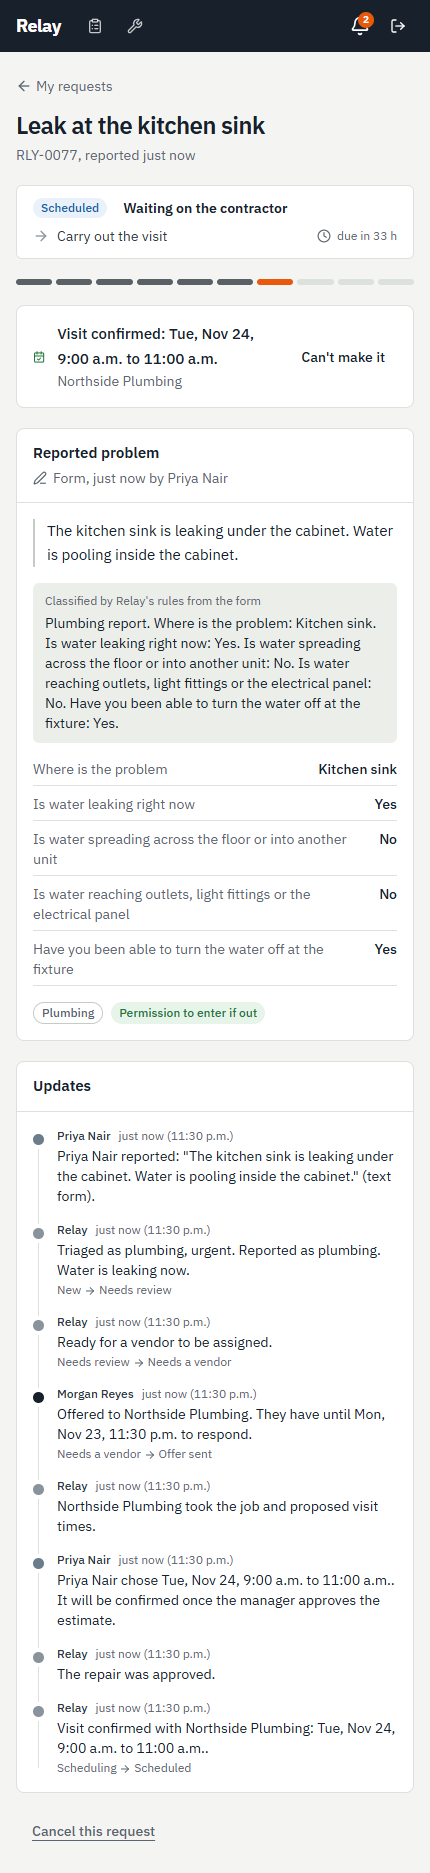 Relay
2
My requests
Leak at the kitchen sink
RLY-0077, reported just now
Scheduled
Waiting on the contractor
Carry out the visit
due in 33 h
Visit confirmed: Tue, Nov 24,
9:00 a.m. to 11:00 a.m.
Northside Plumbing
Can't make it
Reported problem
Form, just now by Priya Nair
The kitchen sink is leaking under the cabinet. Water
is pooling inside the cabinet.
Classified by Relay's rules from the form
Plumbing report. Where is the problem: Kitchen sink.
Is water leaking right now: Yes. Is water spreading
across the floor or into another unit: No. Is water
reaching outlets, light fittings or the electrical panel:
No. Have you been able to turn the water off at the
fixture: Yes.
Where is the problem
Kitchen sink
Is water leaking right now
Yes
Is water spreading across the floor or into another
unit
No
Is water reaching outlets, light fittings or the
electrical panel
No
Have you been able to turn the water off at the
fixture
Yes
Plumbing
Permission to enter if out
Updates
Priya Nair just now (11:30 p.m.)
Priya Nair reported: "The kitchen sink is leaking under
the cabinet. Water is pooling inside the cabinet." (text
form).
Relay just now (11:30 p.m.)
Triaged as plumbing, urgent. Reported as plumbing.
Water is leaking now.
New → Needs review
Relay just now (11:30 p.m.)
Ready for a vendor to be assigned.
Needs review → Needs a vendor
Morgan Reyes just now (11:30 p.m.)
Offered to Northside Plumbing. They have until Mon,
Nov 23, 11:30 p.m. to respond.
Needs a vendor → Offer sent
Relay just now (11:30 p.m.)
Northside Plumbing took the job and proposed visit
times.
Priya Nair just now (11:30 p.m.)
Priya Nair chose Tue, Nov 24, 9:00 a.m. to 11:00 a.m..
It will be confirmed once the manager approves the
estimate.
Relay just now (11:30 p.m.)
The repair was approved.
Relay just now (11:30 p.m.)
Visit confirmed with Northside Plumbing: Tue, Nov 24,
9:00 a.m. to 11:00 a.m..
Scheduling → Scheduled
Cancel this request